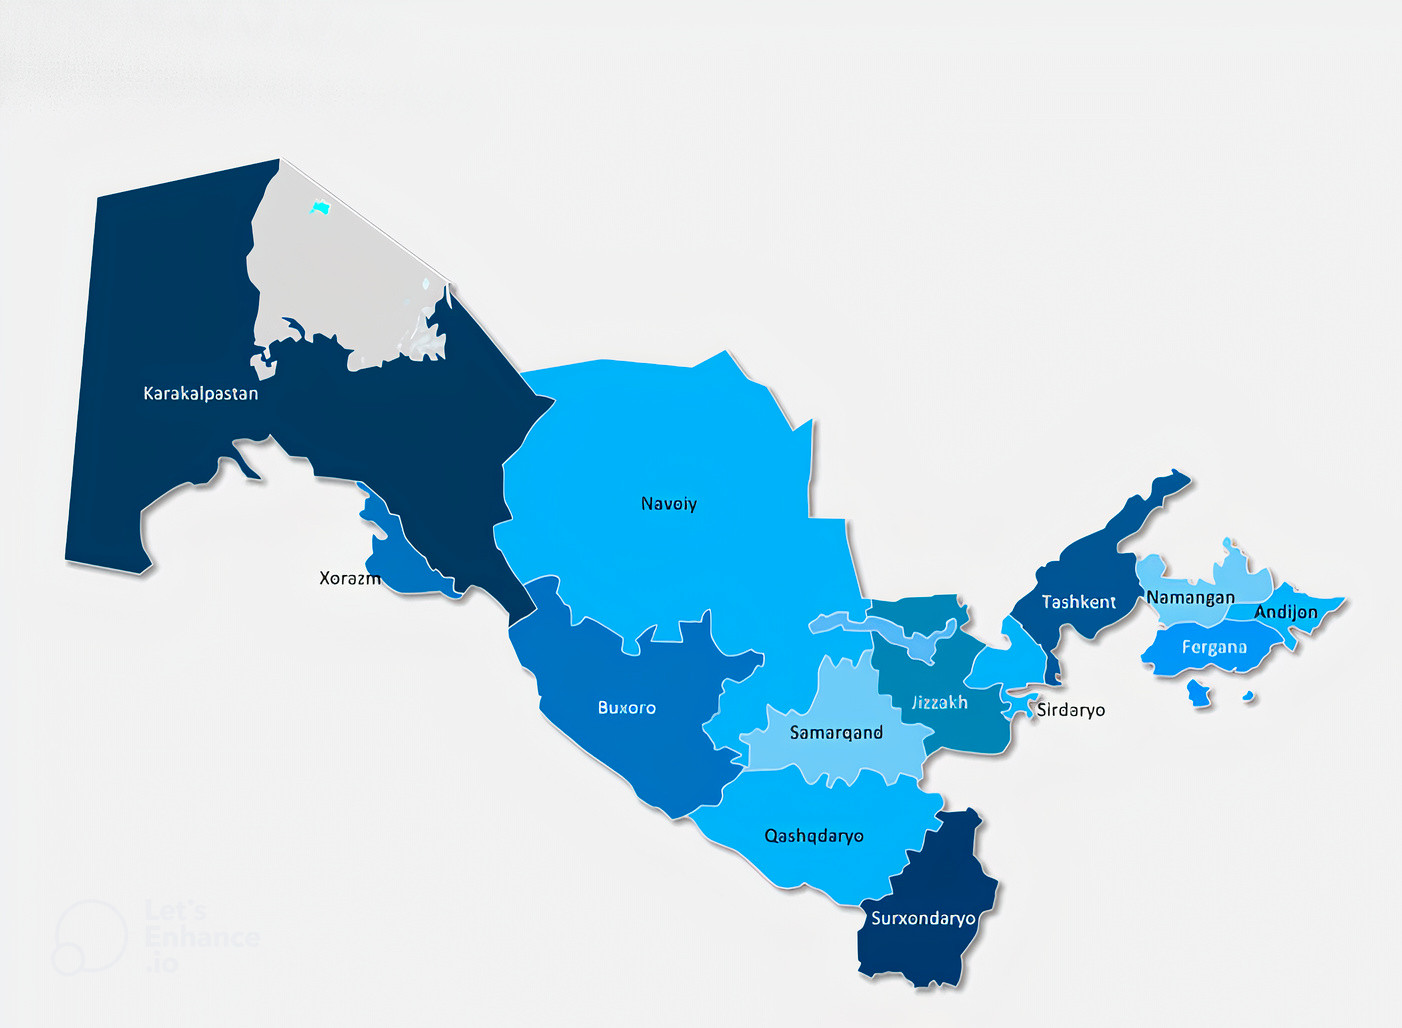 Karakalpastan
Navoiy
Xorazm
Tashkent
Namangan
Andijon
Fergana
Buxoro
Jizzakh
Sirdaryo
Samarqand
Qashqdaryo
Surxondaryo
Let's
Enhance
.io